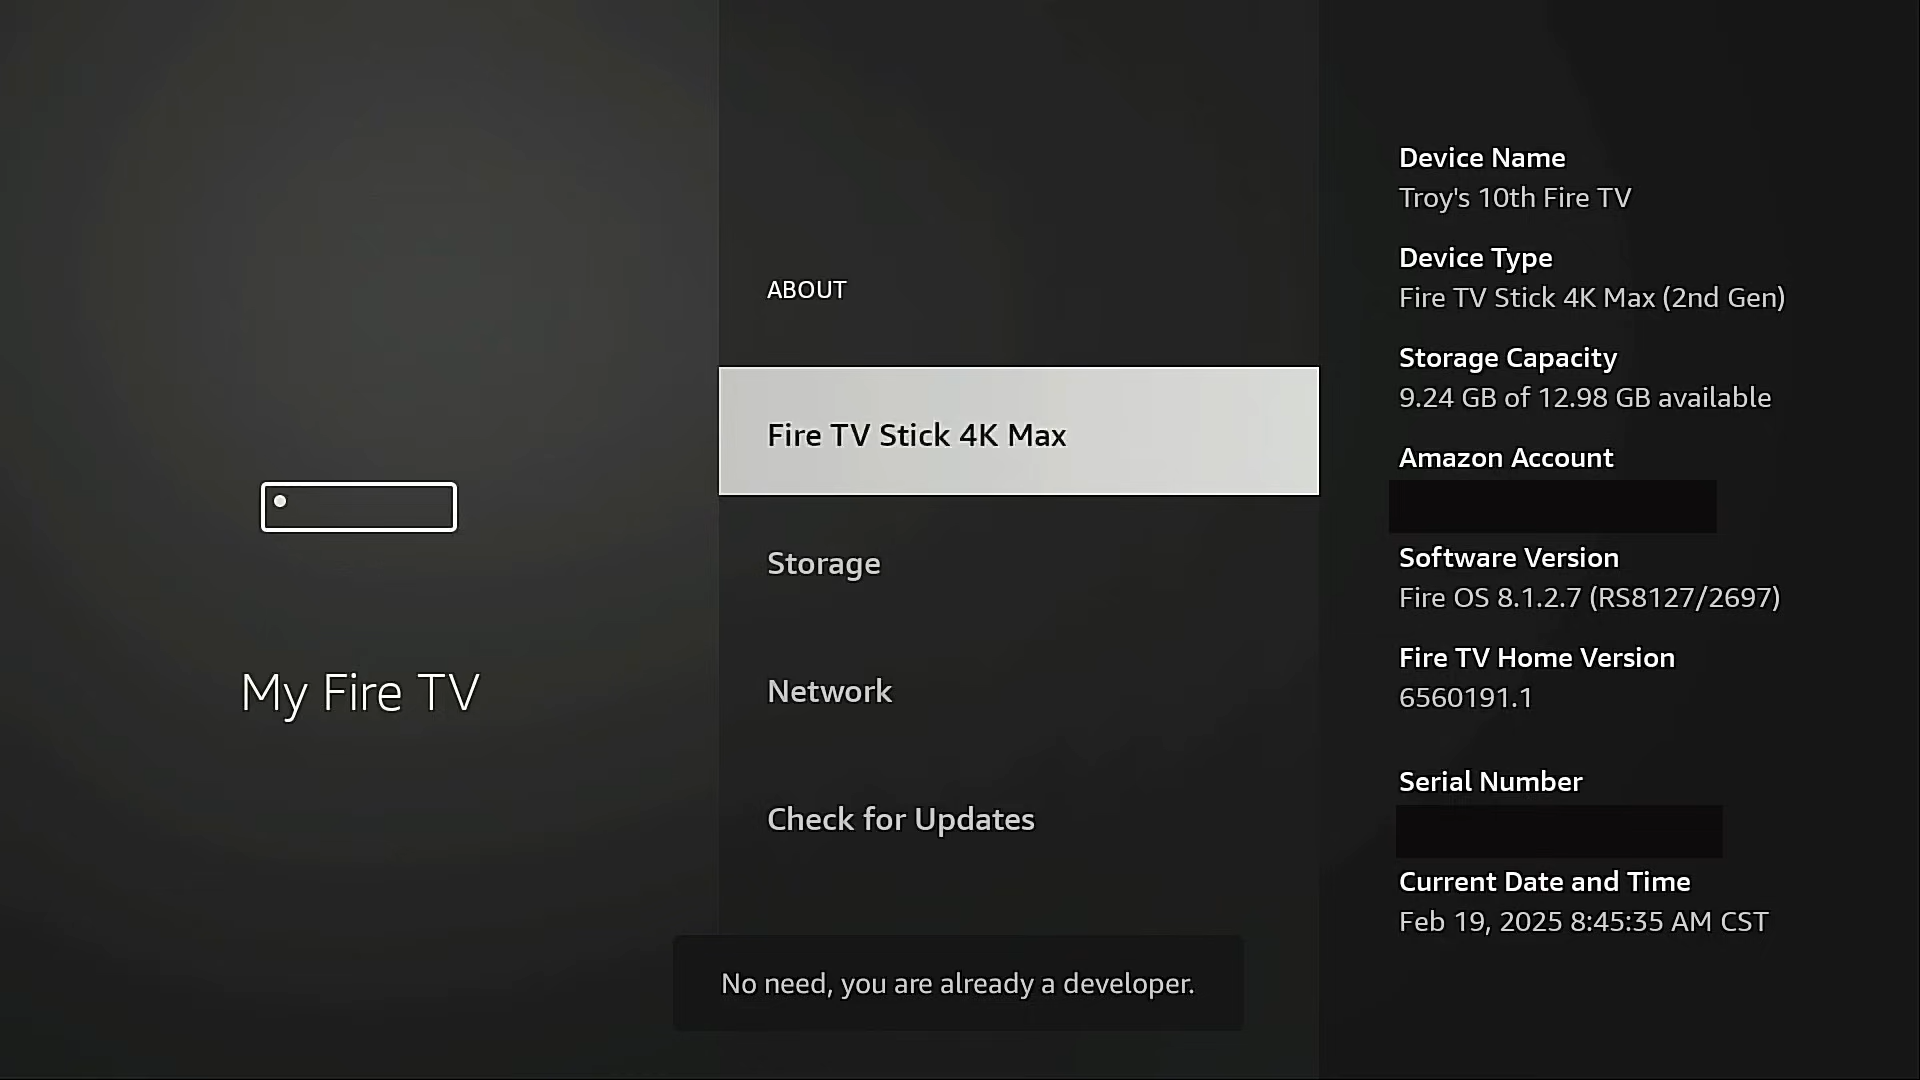 My Fire TV
ABOUT
Fire TV Stick 4K Max
Storage
Network
Check for Updates
Device Name
Troy's 10th Fire TV
Device Type
Fire TV Stick 4K Max (2nd Gen)
Storage Capacity
9.24 GB of 12.98 GB available
Amazon Account
Software Version
Fire OS 8.1.2.7 (RS8127/2697)
Fire TV Home Version
6560191.1
Serial Number
Current Date and Time
Feb 19, 2025 8:45:35 AM CST
No need, you are already a developer.